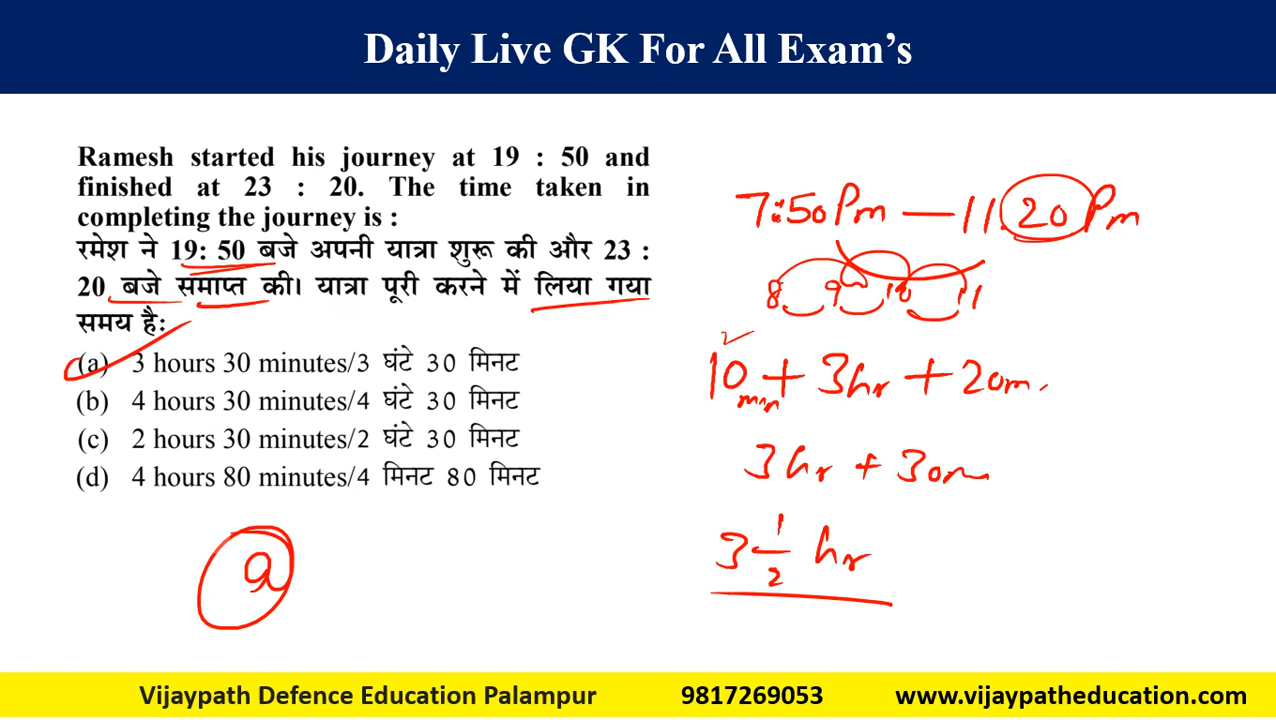 Daily Live GK For All Exam's
Ramesh started his journey at 19 : 50 and
finished at 23 : 20. The time taken in
completing the journey is :
रमेश ने 19: 50 बजे अपनी यात्रा शुरू की और 23 :
20 बजे समाप्त की। यात्रा पूरी करने में लिया गया
समय है:
(a) 3 hours 30 minutes/3 घंटे 30 मिनट
(b) 4 hours 30 minutes/4 घंटे 30 मिनट
(c) 2 hours 30 minutes/2 घंटे 30 मिनट
(d) 4 hours 80 minutes/4 मिनट 80 मिनट
a
7:50 Pm — 11.20 Pm
8 9 10 11
10 min + 3hr + 20m.
3hr + 30m
3 1/2 hr
Vijaypath Defence Education Palampur 9817269053 www.vijaypatheducation.com